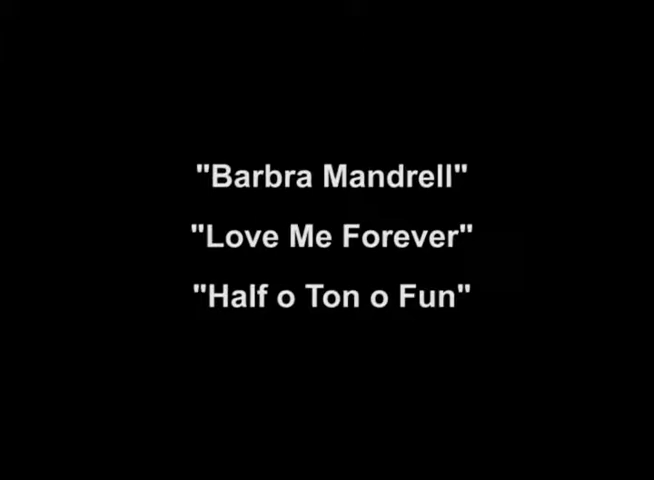 "Barbra Mandrell"
"Love Me Forever"
"Half o Ton o Fun"